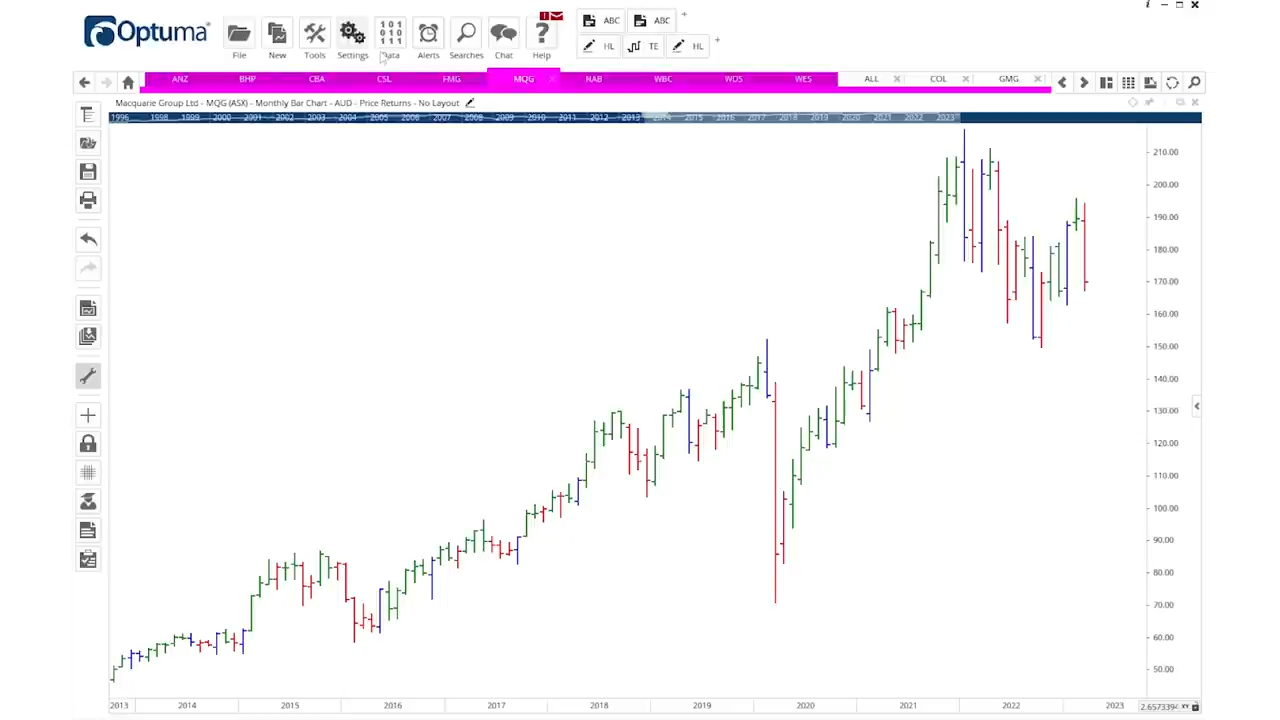 Optuma
File New Tools Settings Data Alerts Searches Chat Help
ABC ABC
HL TE HL
ANZ BHP CBA CSL FMG MQG NAB WBC WDS WES ALL COL GMG
Macquarie Group Ltd - MQG (ASX) - Monthly Bar Chart - AUD - Price Returns - No Layout
1996 1998 1999 2000 2001 2002 2003 2004 2005 2006 2007 2008 2009 2010 2011 2012 2013 2014 2015 2016 2017 2018 2019 2020 2021 2022 2023
210.00
200.00
190.00
180.00
170.00
160.00
150.00
140.00
130.00
120.00
110.00
100.00
90.00
80.00
70.00
60.00
50.00
2013 2014 2015 2016 2017 2018 2019 2020 2021 2022 2023
XY